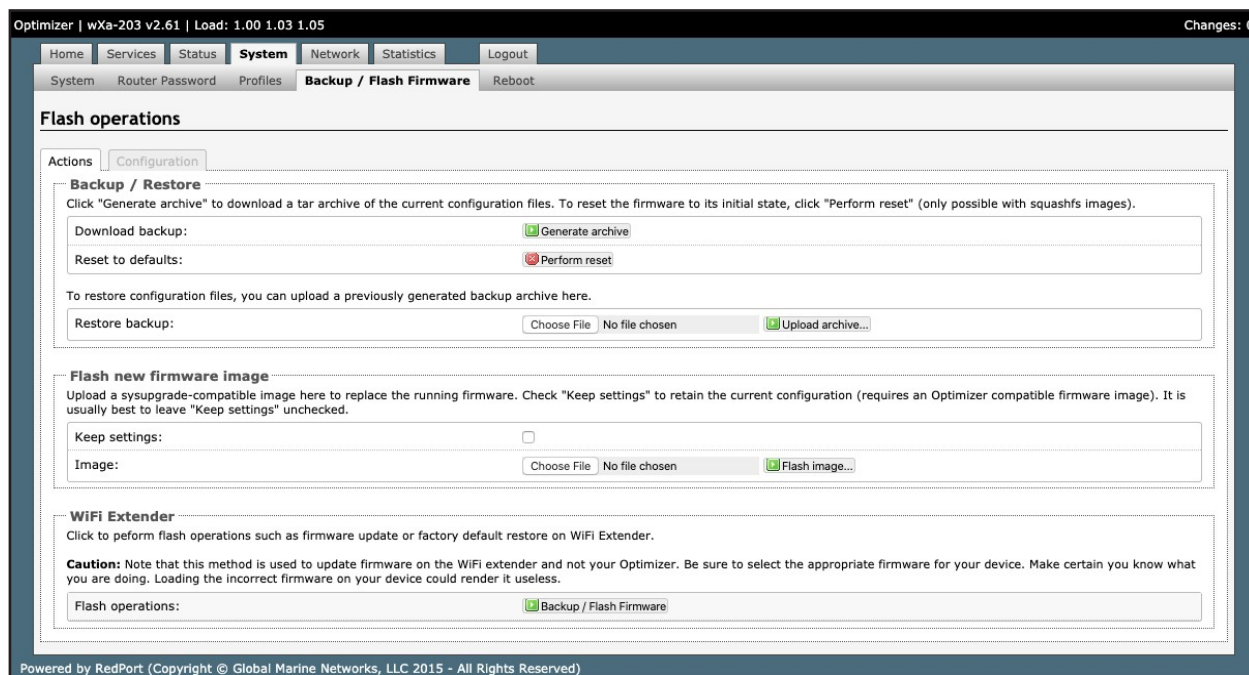 Optimizer | wXa-203 v2.61 | Load: 1.00 1.03 1.05
Changes:
Home Services Status System Network Statistics Logout
System Router Password Profiles Backup / Flash Firmware Reboot
Flash operations
Actions Configuration
Backup / Restore
Click "Generate archive" to download a tar archive of the current configuration files. To reset the firmware to its initial state, click "Perform reset" (only possible with squashfs images).
Download backup: Generate archive
Reset to defaults: Perform reset
To restore configuration files, you can upload a previously generated backup archive here.
Restore backup: Choose File No file chosen Upload archive...
Flash new firmware image
Upload a sysupgrade-compatible image here to replace the running firmware. Check "Keep settings" to retain the current configuration (requires an Optimizer compatible firmware image). It is
usually best to leave "Keep settings" unchecked.
Keep settings:
Image: Choose File No file chosen Flash image...
WiFi Extender
Click to peform flash operations such as firmware update or factory default restore on WiFi Extender.
Caution: Note that this method is used to update firmware on the WiFi extender and not your Optimizer. Be sure to select the appropriate firmware for your device. Make certain you know what
you are doing. Loading the incorrect firmware on your device could render it useless.
Flash operations: Backup / Flash Firmware
Powered by RedPort (Copyright © Global Marine Networks, LLC 2015 - All Rights Reserved)